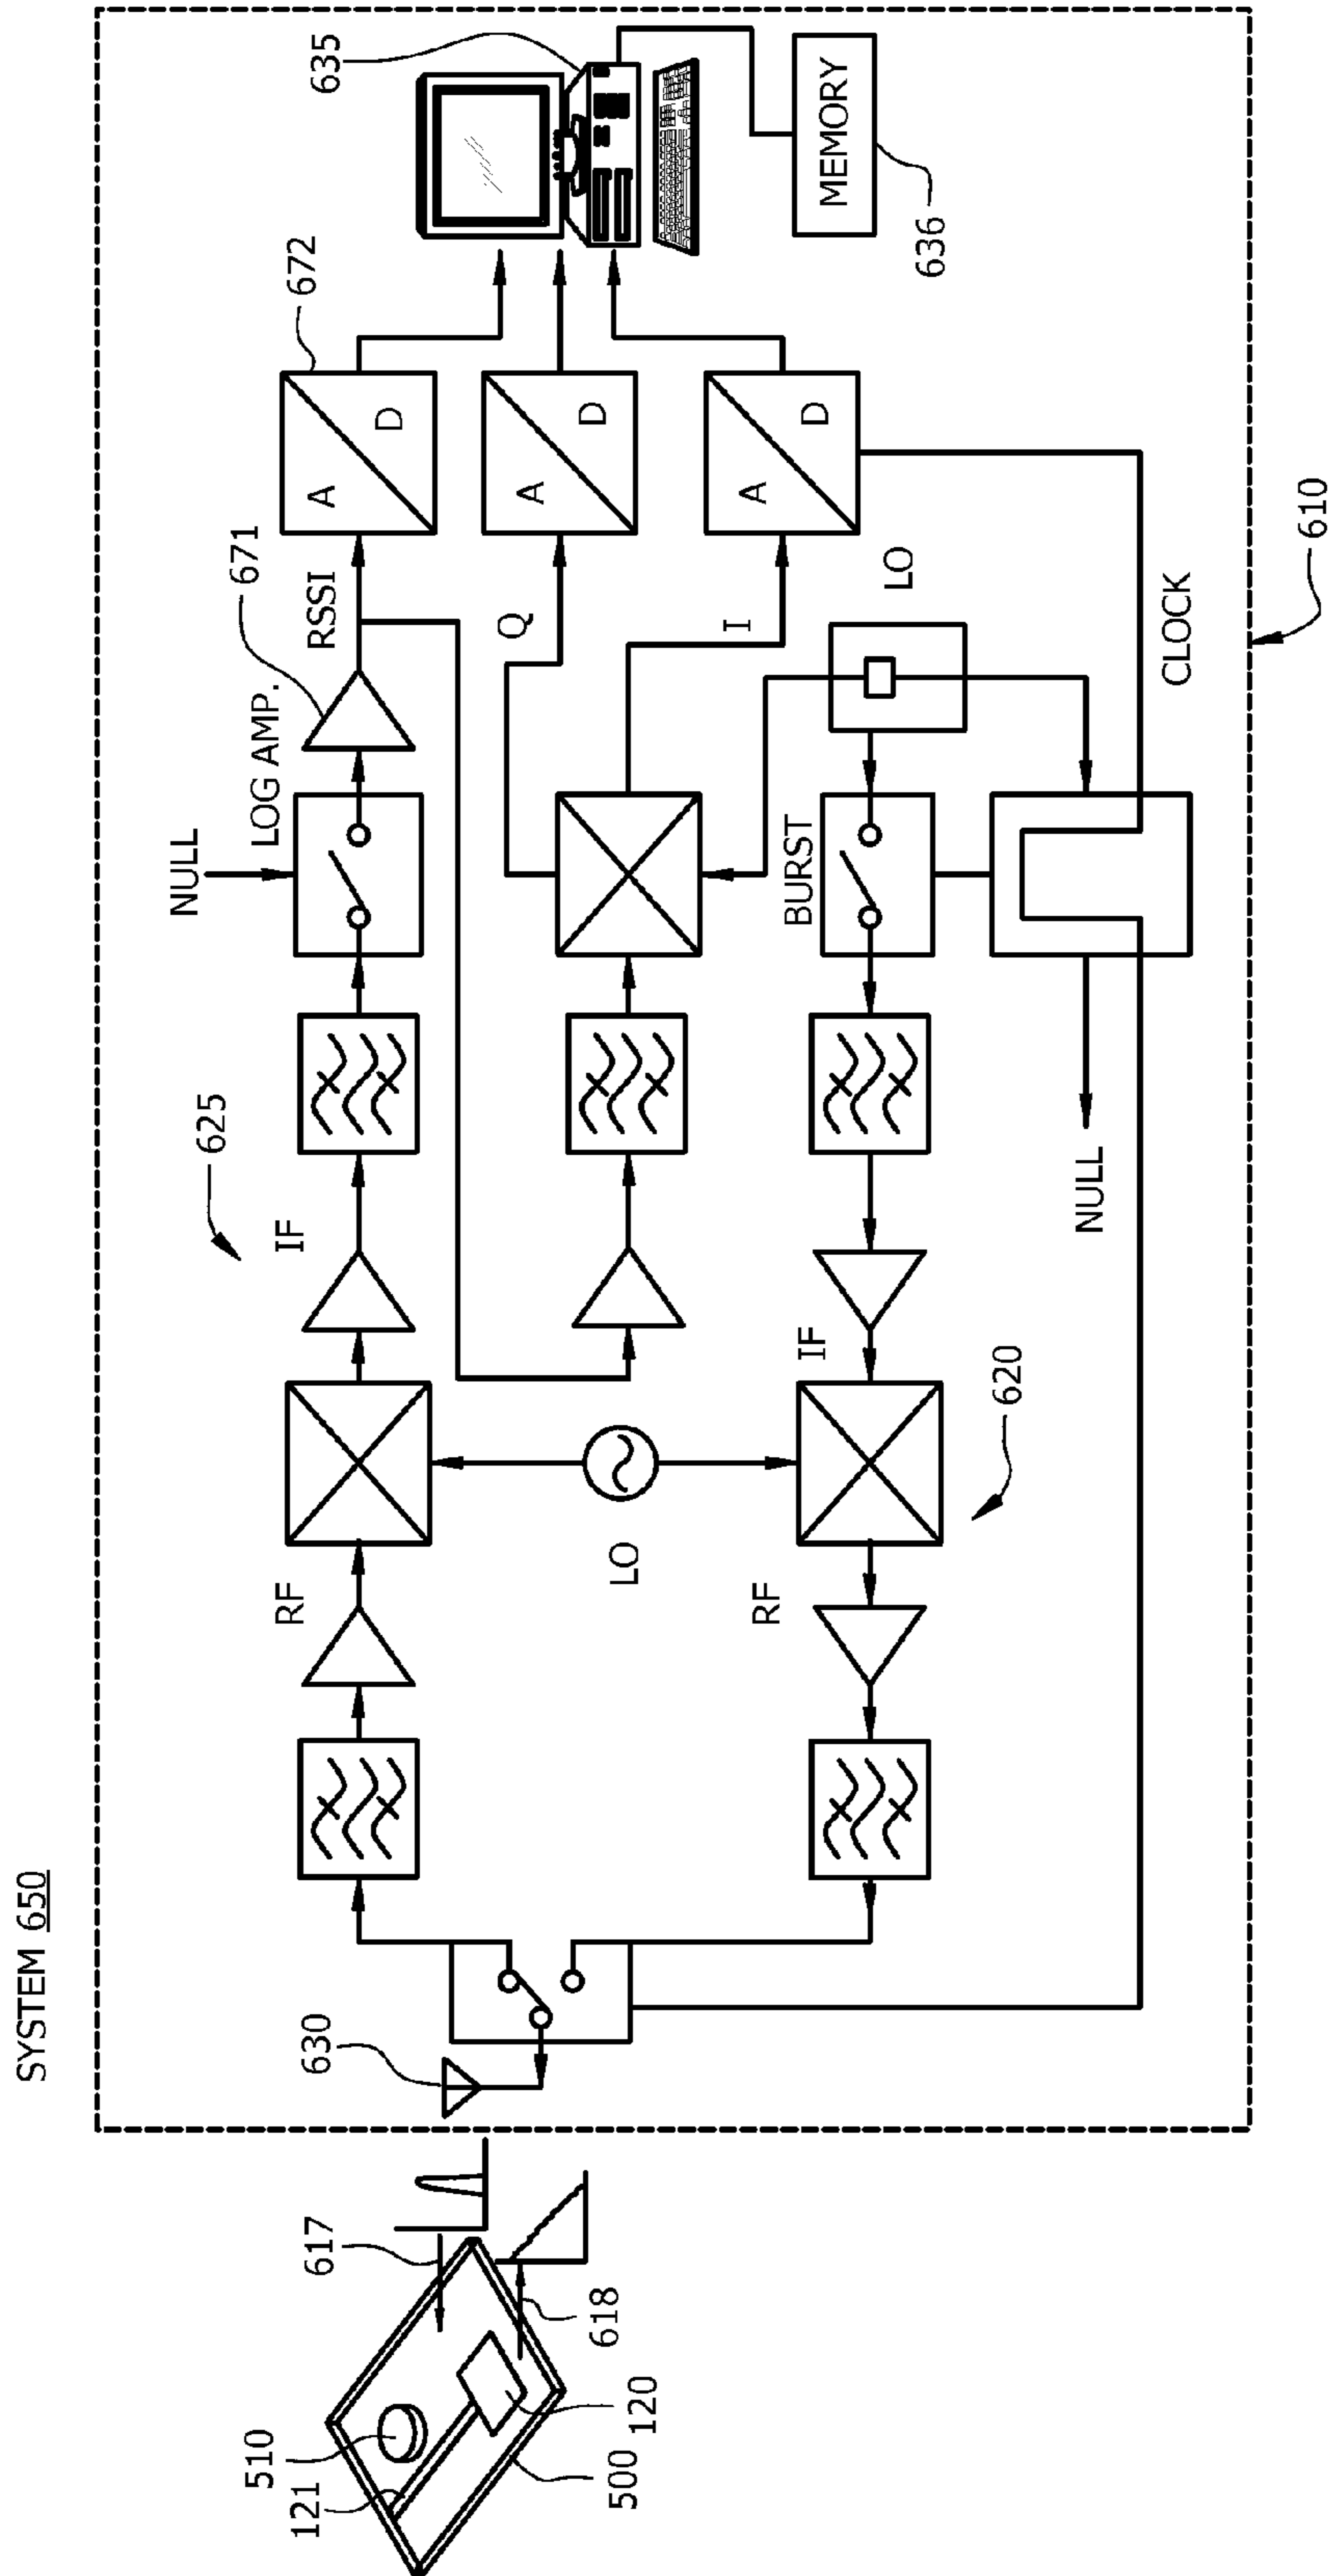 SYSTEM 650
625
635
672
671
RSSI
LOG AMP.
NULL
IF
RF
A
D
Q
A
D
I
A
D
LO
MEMORY
636
BURST
LO
IF
RF
620
NULL
CLOCK
610
630
617
618
510
121
500
120